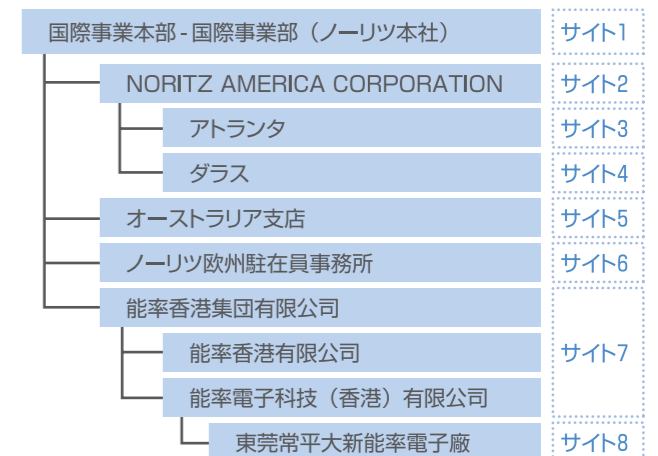 国際事業本部 - 国際事業部（ノーリツ本社） サイト1
NORITZ AMERICA CORPORATION サイト2
アトランタ サイト3
ダラス サイト4
オーストラリア支店 サイト5
ノーリツ欧州駐在員事務所 サイト6
能率香港集団有限公司
能率香港有限公司 サイト7
能率電子科技（香港）有限公司
東莞常平大新能率電子廠 サイト8